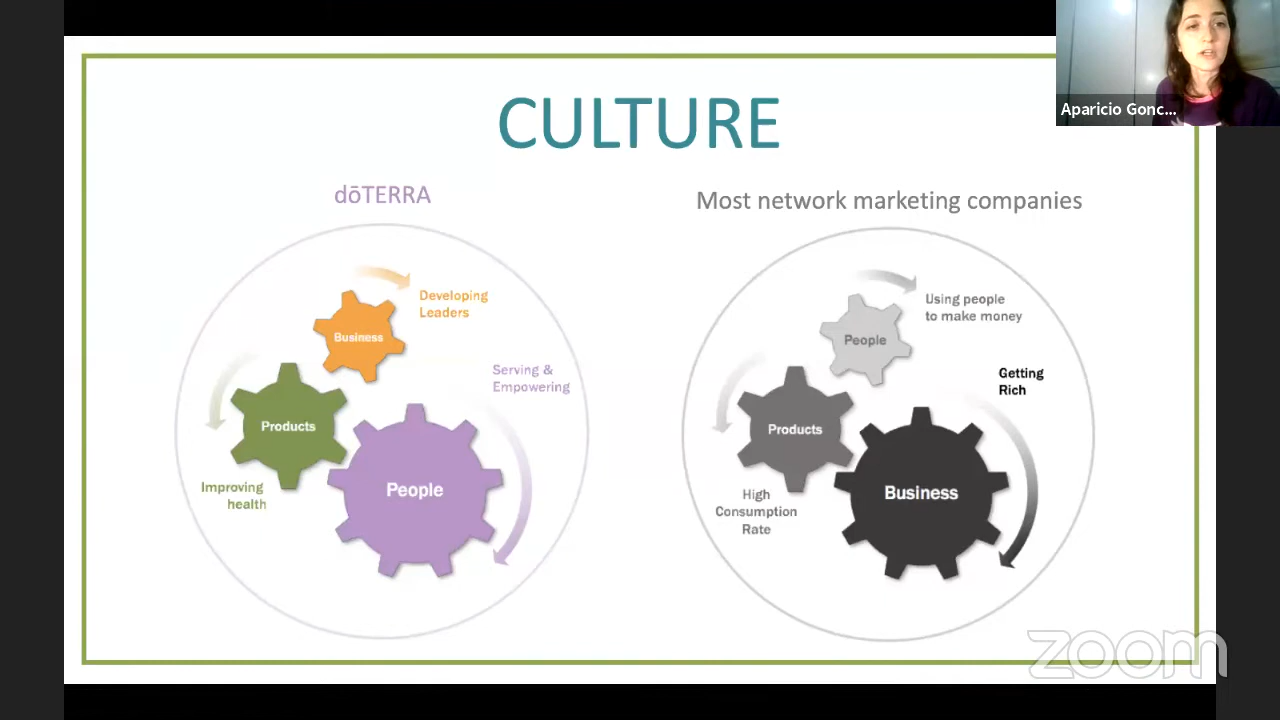 Aparicio Gonc...
CULTURE
dōTERRA
Business
Developing
Leaders
Serving &
Empowering
Products
People
Improving
health
Most network marketing companies
People
Using people
to make money
Getting
Rich
Products
Business
High
Consumption
Rate
zoom